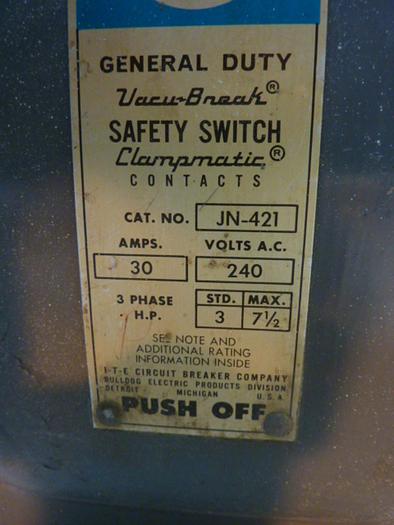 GENERAL DUTY
Vacu-Break®
SAFETY SWITCH
Clampmatic®
CONTACTS
CAT. NO. JN-421
AMPS. VOLTS A.C.
30 240
3 PHASE STD. MAX.
H.P. 3 7½
SEE NOTE AND
ADDITIONAL RATING
INFORMATION INSIDE
I-T-E CIRCUIT BREAKER COMPANY
BULLDOG ELECTRIC PRODUCTS DIVISION
DETROIT MICHIGAN U.S.A.
PUSH OFF